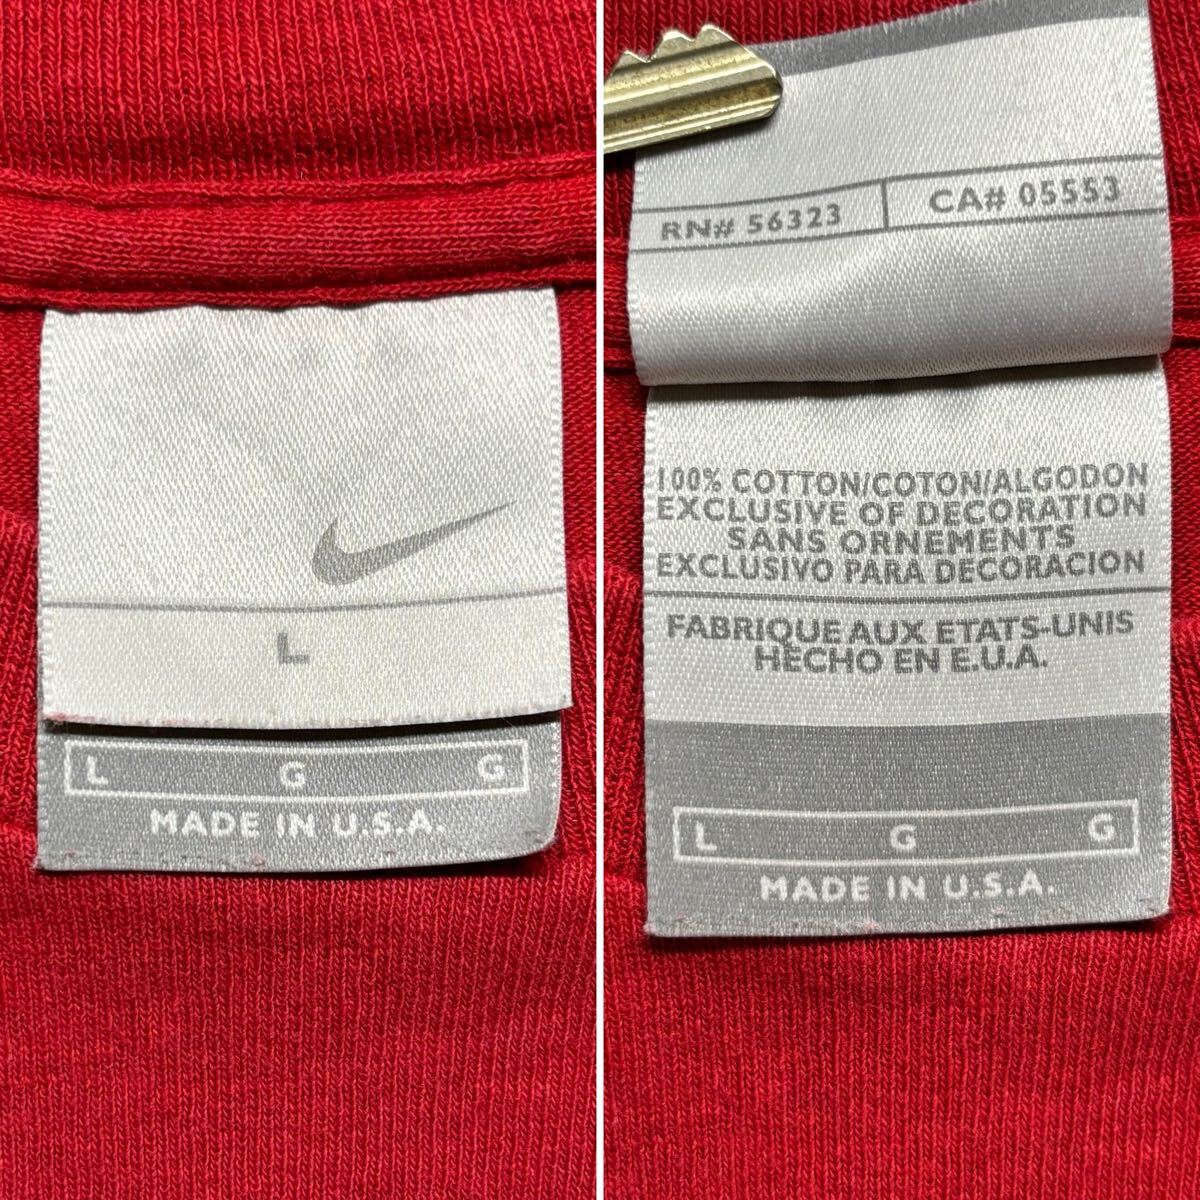 L
L G G
MADE IN U.S.A.
RN# 56323 CA# 05553
100% COTTON/COTON/ALGODON
EXCLUSIVE OF DECORATION
SANS ORNEMENTS
EXCLUSIVO PARA DECORACION
FABRIQUE AUX ETATS-UNIS
HECHO EN E.U.A.
L G G
MADE IN U.S.A.